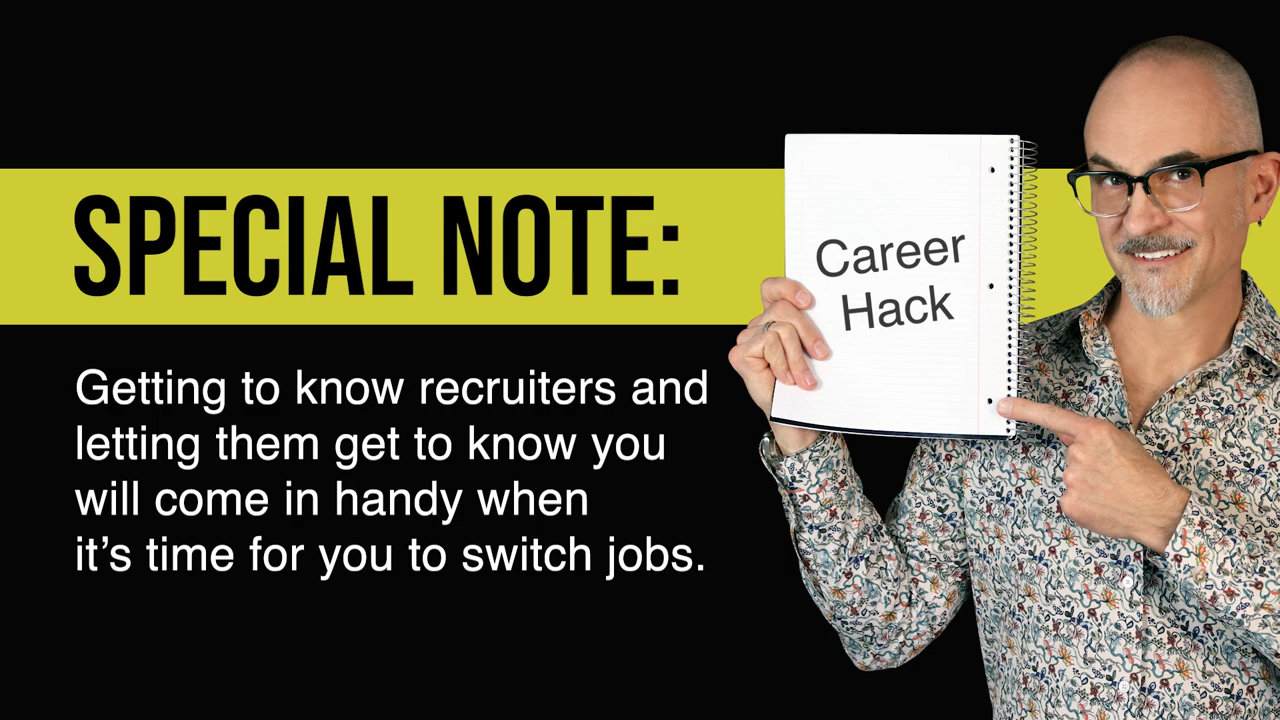 SPECIAL NOTE:
Getting to know recruiters and
letting them get to know you
will come in handy when
it’s time for you to switch jobs.
Career
Hack